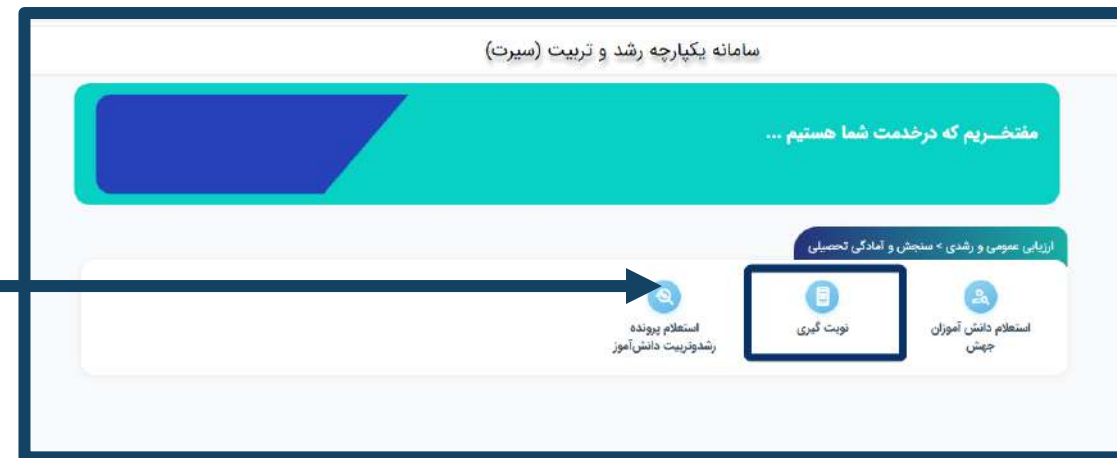 سامانه یکپارچه رشد و تربیت (سیرت)
مفتخــریم که درخدمت شما هستیم ...
ارزیابی عمومی و رشدی > سنجش و آمادگی تحصیلی
استعلام دانش آموزان
جهش
نوبت گیری
استعلام پرونده
رشدوتربیت دانش‌آموز